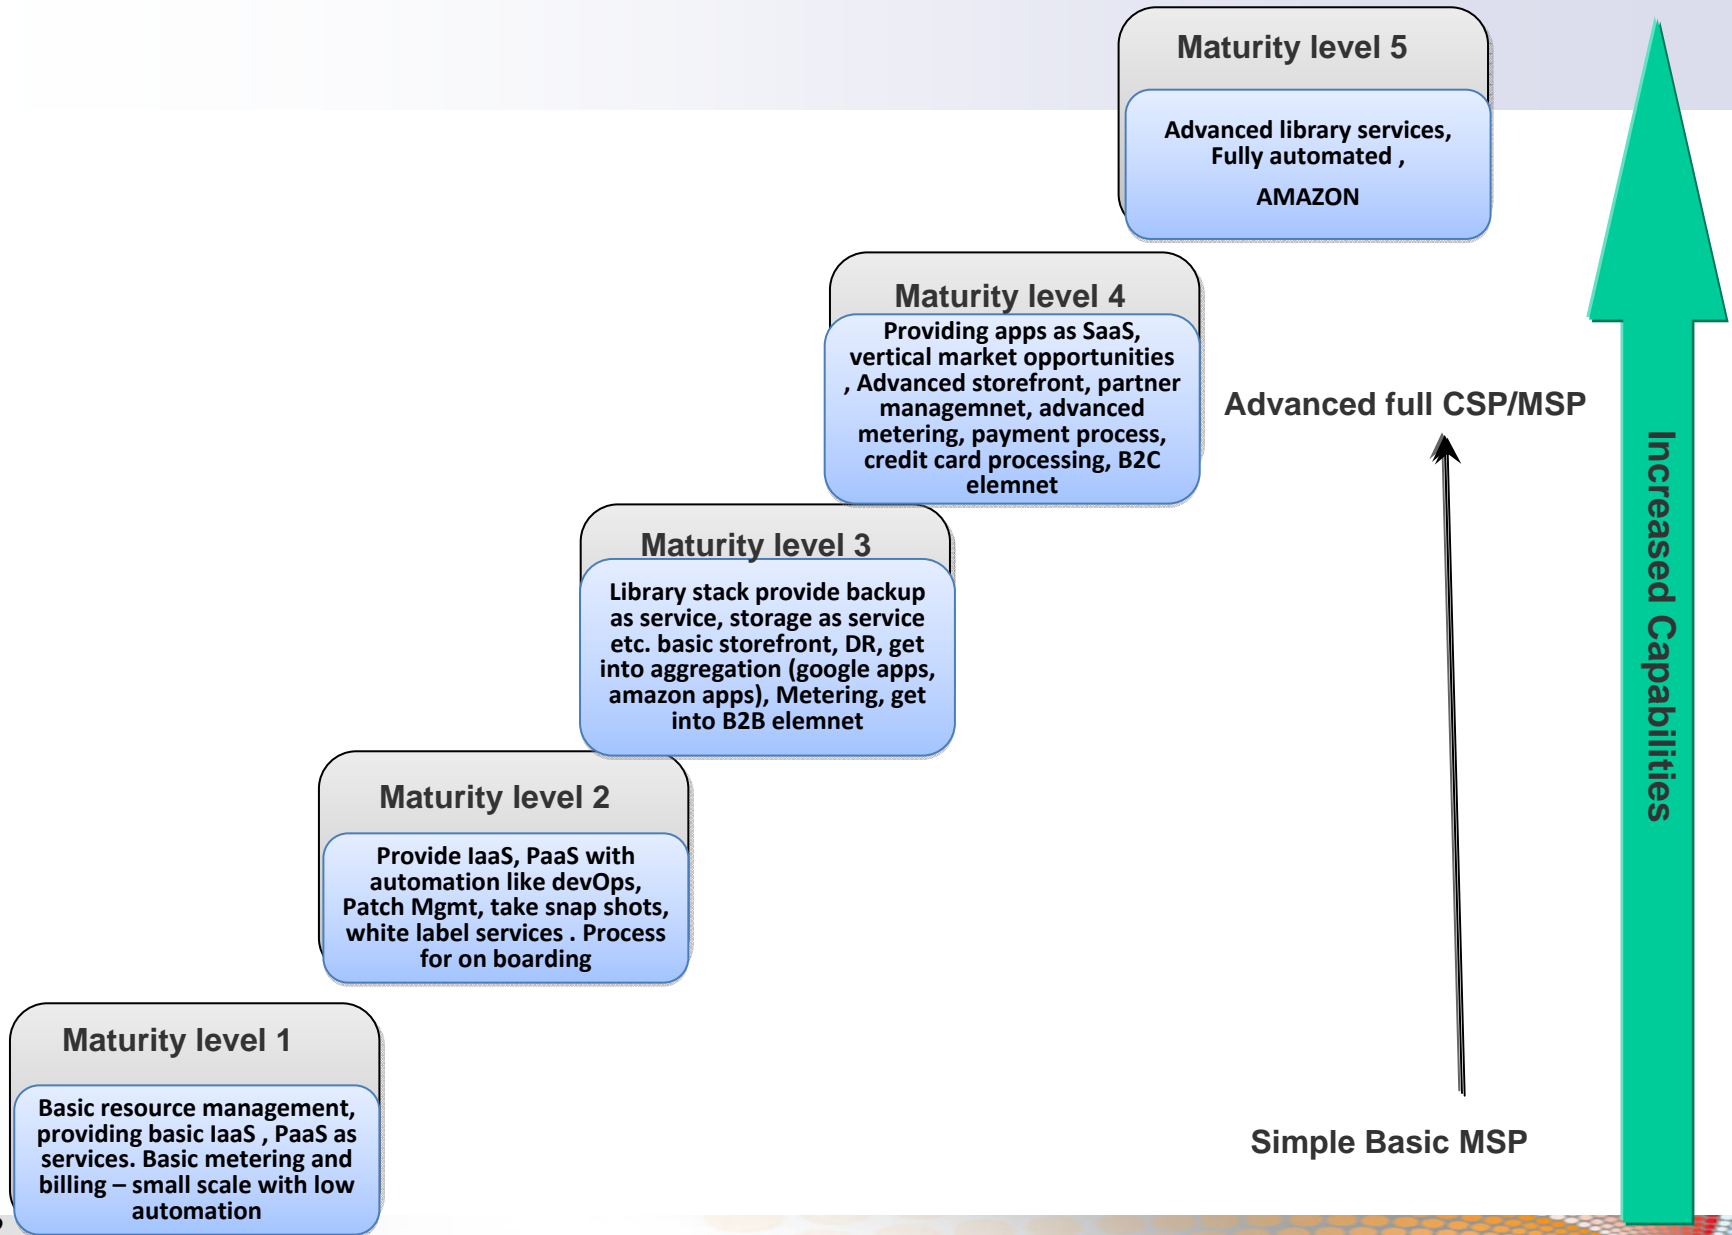 Maturity level 5
Advanced library services,
Fully automated ,
AMAZON
Maturity level 4
Providing apps as SaaS,
vertical market opportunities
, Advanced storefront, partner
managemnet, advanced
metering, payment process,
credit card processing, B2C
elemnet
Advanced full CSP/MSP
Increased Capabilities
Maturity level 3
Library stack provide backup
as service, storage as service
etc. basic storefront, DR, get
into aggregation (google apps,
amazon apps), Metering, get
into B2B elemnet
Maturity level 2
Provide IaaS, PaaS with
automation like devOps,
Patch Mgmt, take snap shots,
white label services . Process
for on boarding
Maturity level 1
Basic resource management,
providing basic IaaS , PaaS as
services. Basic metering and
billing – small scale with low
automation
Simple Basic MSP